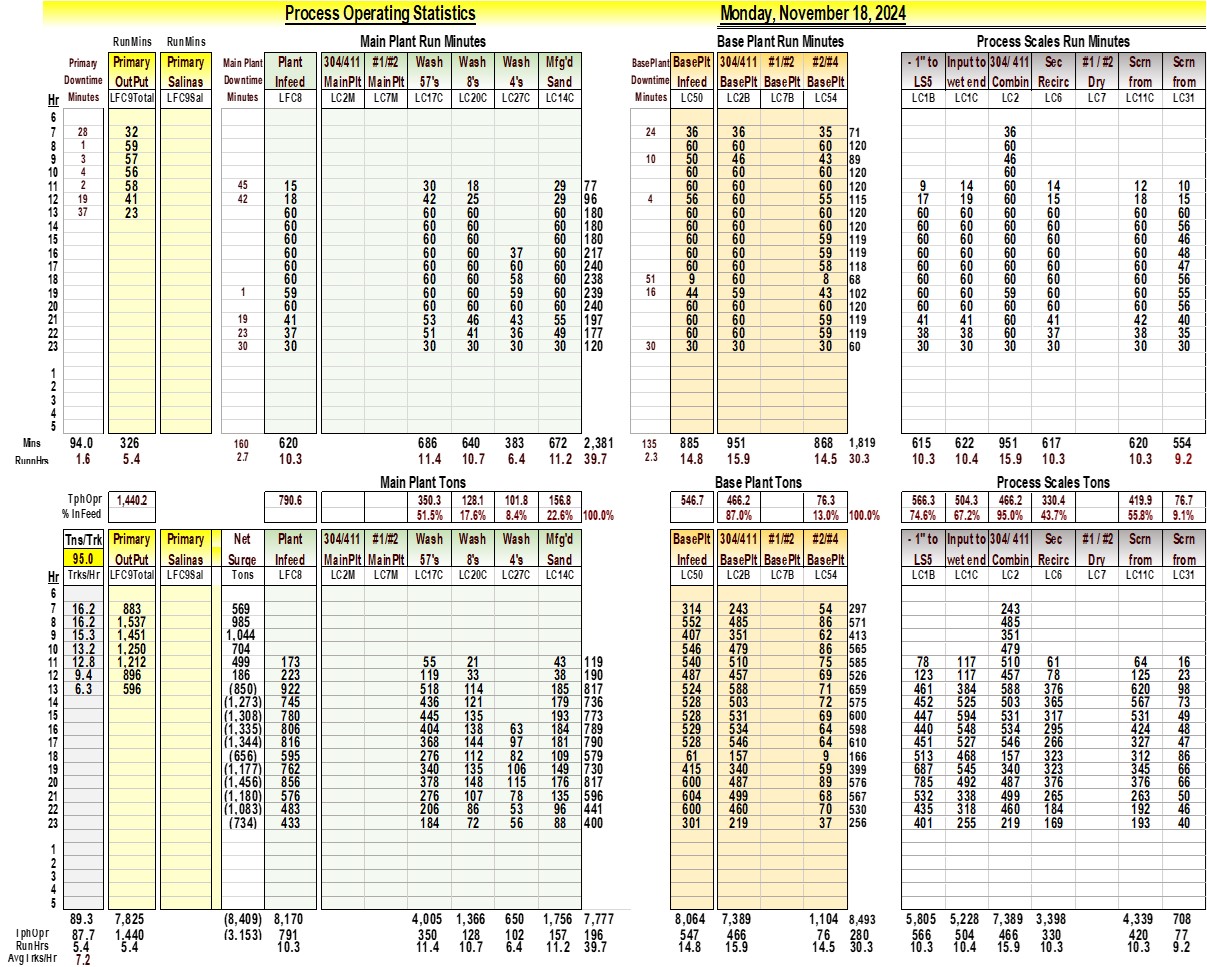 Process Operating Statistics Monday, November 18, 2024
RunMins RunMins Main Plant Run Minutes Base Plant Run Minutes Process Scales Run Minutes
Primary Primary Primary Main Plant Plant 304/411 #1/#2 Wash Wash Wash Mfg'd BasePlant BasePlt 304/411 #1/#2 #2/#4 - 1" to Input to 304/ 411 Sec #1 / #2 Scrn Scrn
Downtime OutPut Salinas Downtime Infeed MainPlt MainPlt 57's 8's 4's Sand Downtime Infeed BasePlt BasePlt BasePlt LS5 wet end Combin Recirc Dry from from
Hr Minutes LFC9Total LFC9Sal Minutes LFC8 LC2M LC7M LC17C LC20C LC27C LC14C Minutes LC50 LC2B LC7B LC54 LC1B LC1C LC2 LC6 LC7 LC11C LC31
6
7 28 32 24 36 36 35 71 36
8 1 59 60 60 60 120 60
9 3 57 10 50 46 43 89 46
10 4 56 60 60 60 120 60
11 2 58 45 15 30 18 29 77 60 60 60 120 9 14 60 14 12 10
12 19 41 42 18 42 25 29 96 4 56 60 55 115 17 19 60 15 18 15
13 37 23 60 60 60 60 180 60 60 60 120 60 60 60 60 60 60
14 60 60 60 60 180 60 60 60 120 60 60 60 60 60 56
15 60 60 60 60 180 60 60 59 119 60 60 60 60 60 46
16 60 60 60 37 60 217 60 60 59 119 60 60 60 60 60 48
17 60 60 60 60 60 240 60 60 58 118 60 60 60 60 60 47
18 60 60 60 58 60 238 51 9 60 8 68 60 60 60 60 60 56
19 1 59 60 60 59 60 239 16 44 59 43 102 60 60 59 60 60 55
20 60 60 60 60 60 240 60 60 60 120 60 60 60 60 60 56
21 19 41 53 46 43 55 197 60 60 59 119 41 41 60 41 42 40
22 23 37 51 41 36 49 177 60 60 59 119 38 38 60 37 38 35
23 30 30 30 30 30 30 120 30 30 30 30 60 30 30 30 30 30 30
1
2
3
4
5
Mins 94.0 326 160 620 686 640 383 672 2,381 135 885 951 868 1,819 615 622 951 617 620 554
RunnHrs 1.6 5.4 2.7 10.3 11.4 10.7 6.4 11.2 39.7 2.3 14.8 15.9 14.5 30.3 10.3 10.4 15.9 10.3 10.3 9.2
Main Plant Tons Base Plant Tons Process Scales Tons
TphOpr 1,440.2 790.6 350.3 128.1 101.8 156.8 546.7 466.2 76.3 566.3 504.3 466.2 330.4 419.9 76.7
% InFeed 51.5% 17.6% 8.4% 22.6% 100.0% 87.0% 13.0% 100.0% 74.6% 67.2% 95.0% 43.7% 55.8% 9.1%
Tns/Trk Primary Primary Net Plant 304/411 #1/#2 Wash Wash Wash Mfg'd BasePlt 304/411 #1/#2 #2/#4 - 1" to Input to 304/ 411 Sec #1 / #2 Scrn Scrn
95.0 OutPut Salinas Surge Infeed MainPlt MainPlt 57's 8's 4's Sand Infeed BasePlt BasePlt BasePlt LS5 wet end Combin Recirc Dry from from
Hr Trks/Hr LFC9Total LFC9Sal Tons LFC8 LC2M LC7M LC17C LC20C LC27C LC14C LC50 LC2B LC7B LC54 LC1B LC1C LC2 LC6 LC7 LC11C LC31
6
7 16.2 883 569 314 243 54 297 243
8 16.2 1,537 985 552 485 86 571 485
9 15.3 1,451 1,044 407 351 62 413 351
10 13.2 1,250 704 546 479 86 565 479
11 12.8 1,212 499 173 55 21 43 119 540 510 75 585 78 117 510 61 64 16
12 9.4 896 186 223 119 33 38 190 487 457 69 526 123 117 457 78 125 23
13 6.3 596 (850) 922 518 114 185 817 524 588 71 659 461 384 588 376 620 98
14 (1,273) 745 436 121 179 736 528 503 72 575 452 525 503 365 567 73
15 (1,308) 780 445 135 193 773 528 531 69 600 447 594 531 317 531 49
16 (1,335) 806 404 138 63 184 789 529 534 64 598 440 548 534 295 424 48
17 (1,344) 816 368 144 97 181 790 528 546 64 610 451 527 546 266 327 47
18 (656) 595 276 112 82 109 579 61 157 9 166 513 468 157 323 312 86
19 (1,177) 762 340 135 106 149 730 415 340 59 399 687 545 340 323 345 66
20 (1,456) 856 378 148 115 176 817 600 487 89 576 785 492 487 376 376 66
21 (1,180) 576 276 107 78 135 596 604 499 68 567 532 338 499 265 263 50
22 (1,083) 483 206 86 53 96 441 600 460 70 530 435 318 460 184 192 46
23 (734) 433 184 72 56 88 400 301 219 37 256 401 255 219 169 193 40
1
2
3
4
5
89.3 7,825 (8,409) 8,170 4,005 1,366 650 1,756 7,777 8,064 7,389 1,104 8,493 5,805 5,228 7,389 3,398 4,339 708
TphOpr 87.7 1,440 (3,153) 791 350 128 102 157 196 547 466 76 280 566 504 466 330 420 77
RunHrs 5.4 5.4 10.3 11.4 10.7 6.4 11.2 39.7 14.8 15.9 14.5 30.3 10.3 10.4 15.9 10.3 10.3 9.2
Avg Trks/Hr 7.2